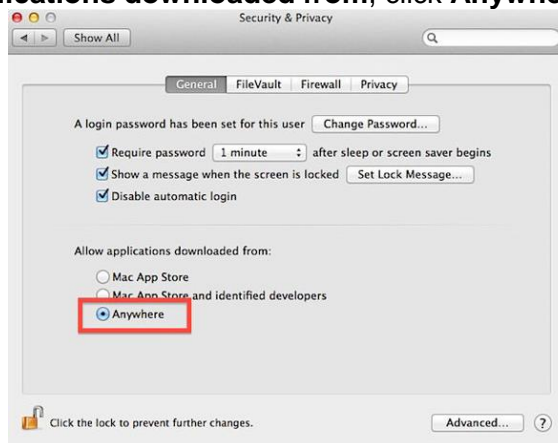 ications downloaded from, click Anywhe
Security & Privacy
Show All
General FileVault Firewall Privacy
A login password has been set for this user Change Password...
Require password 1 minute after sleep or screen saver begins
Show a message when the screen is locked Set Lock Message...
Disable automatic login
Allow applications downloaded from:
Mac App Store
Mac App Store and identified developers
Anywhere
Click the lock to prevent further changes. Advanced... ?